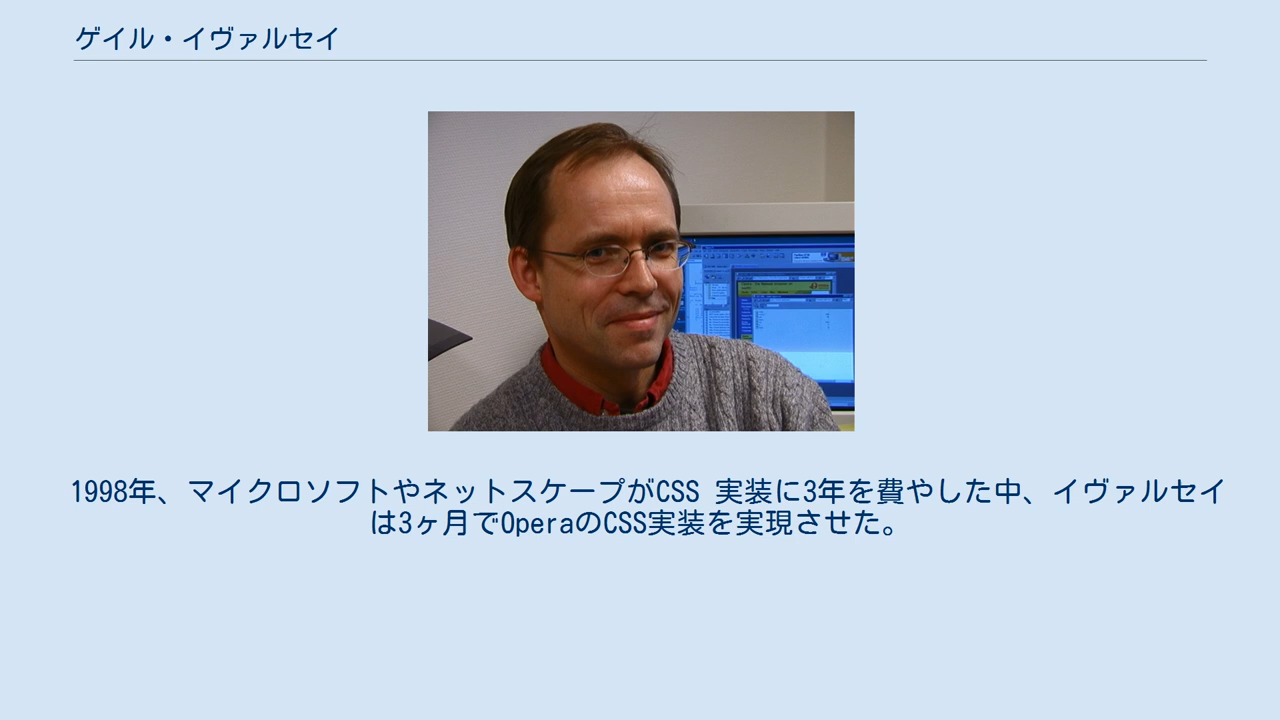 ゲイル・イヴァルセイ
1998年、マイクロソフトやネットスケープがCSS 実装に3年を費やした中、イヴァルセイ
は3ヶ月でOperaのCSS実装を実現させた。